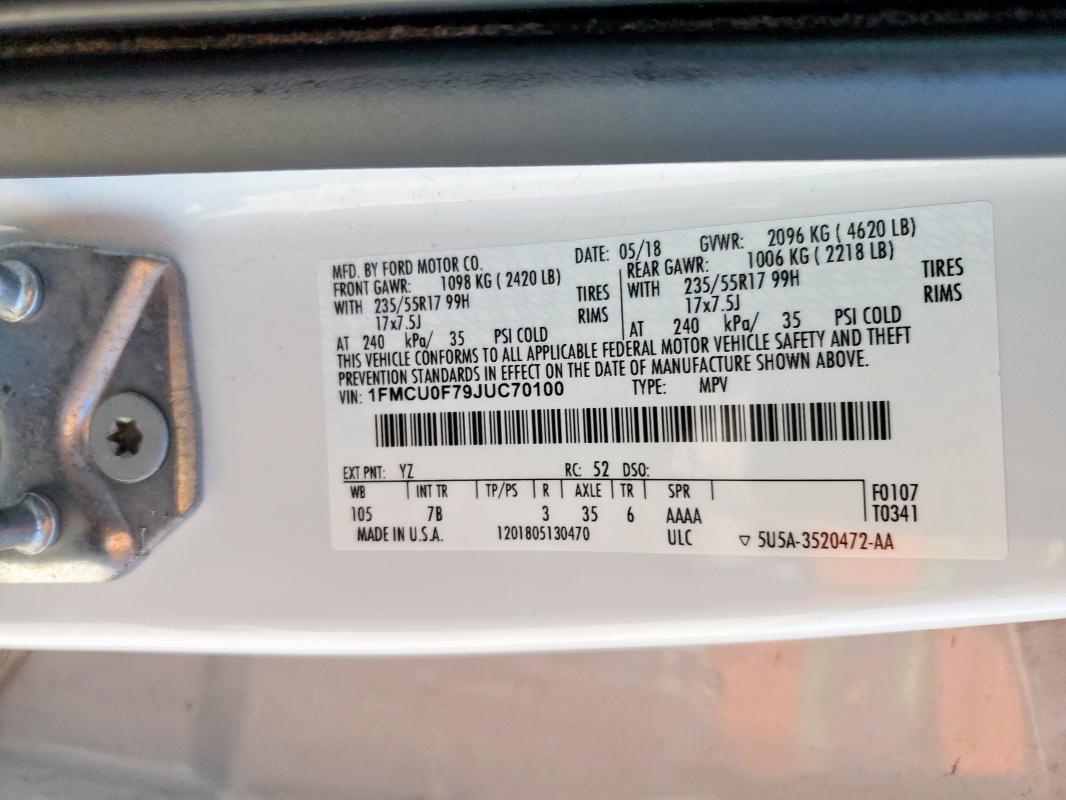 MFD. BY FORD MOTOR CO. DATE: 05/18 GVWR: 2096 KG ( 4620 LB)
FRONT GAWR: 1098 KG ( 2420 LB) REAR GAWR: 1006 KG ( 2218 LB)
WITH 235/55R17 99H TIRES WITH 235/55R17 99H TIRES
17x7.5J RIMS 17x7.5J RIMS
AT 240 kPa/ 35 PSI COLD AT 240 kPa/ 35 PSI COLD
THIS VEHICLE CONFORMS TO ALL APPLICABLE FEDERAL MOTOR VEHICLE SAFETY AND THEFT
PREVENTION STANDARDS IN EFFECT ON THE DATE OF MANUFACTURE SHOWN ABOVE.
VIN: 1FMCU0F79JUC70100 TYPE: MPV
EXT PNT: YZ RC: 52 DSO:
WB INT TR TP/PS R AXLE TR SPR F0107
105 7B 3 35 6 AAAA T0341
MADE IN U.S.A. 1201805130470 ULC ▽ 5U5A-3520472-AA